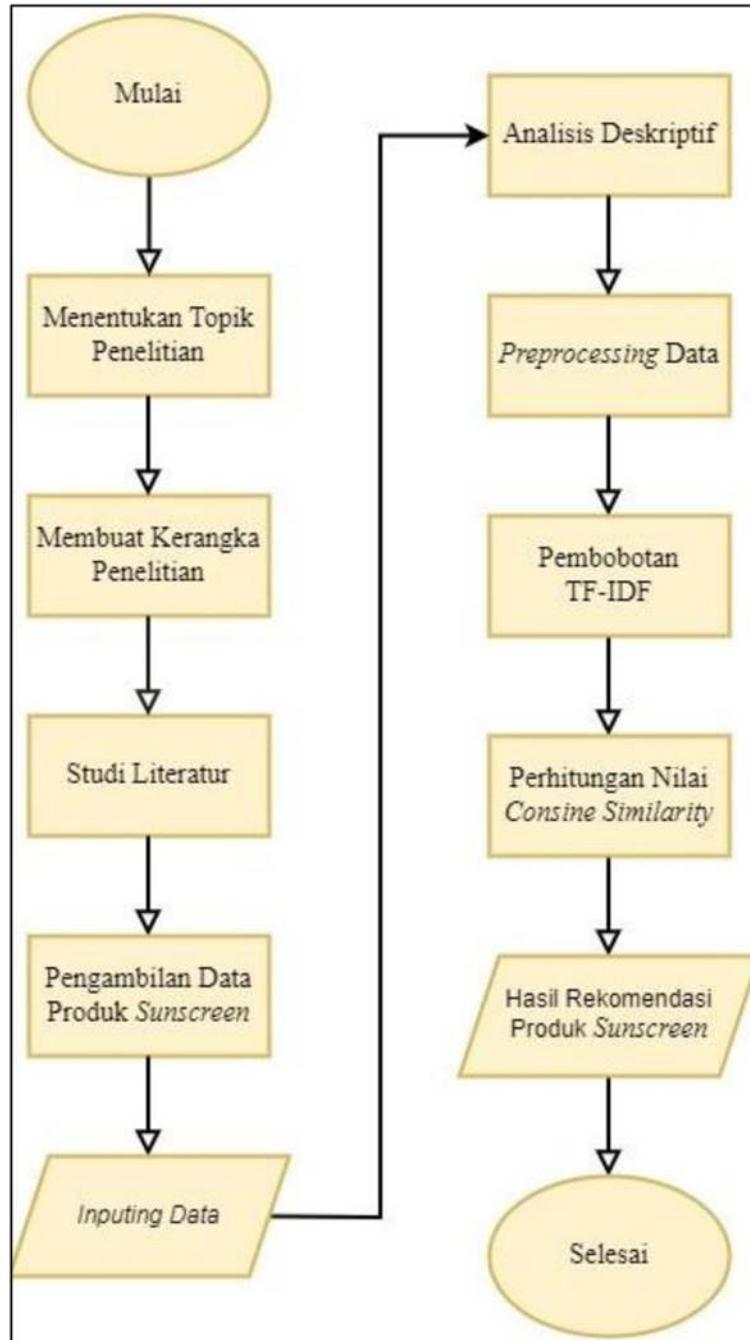 Mulai
Menentukan Topik
Penelitian
Membuat Kerangka
Penelitian
Studi Literatur
Pengambilan Data
Produk Sunscreen
Inputing Data
Analisis Deskriptif
Preprocessing Data
Pembobotan
TF-IDF
Perhitungan Nilai
Consine Similarity
Hasil Rekomendasi
Produk Sunscreen
Selesai